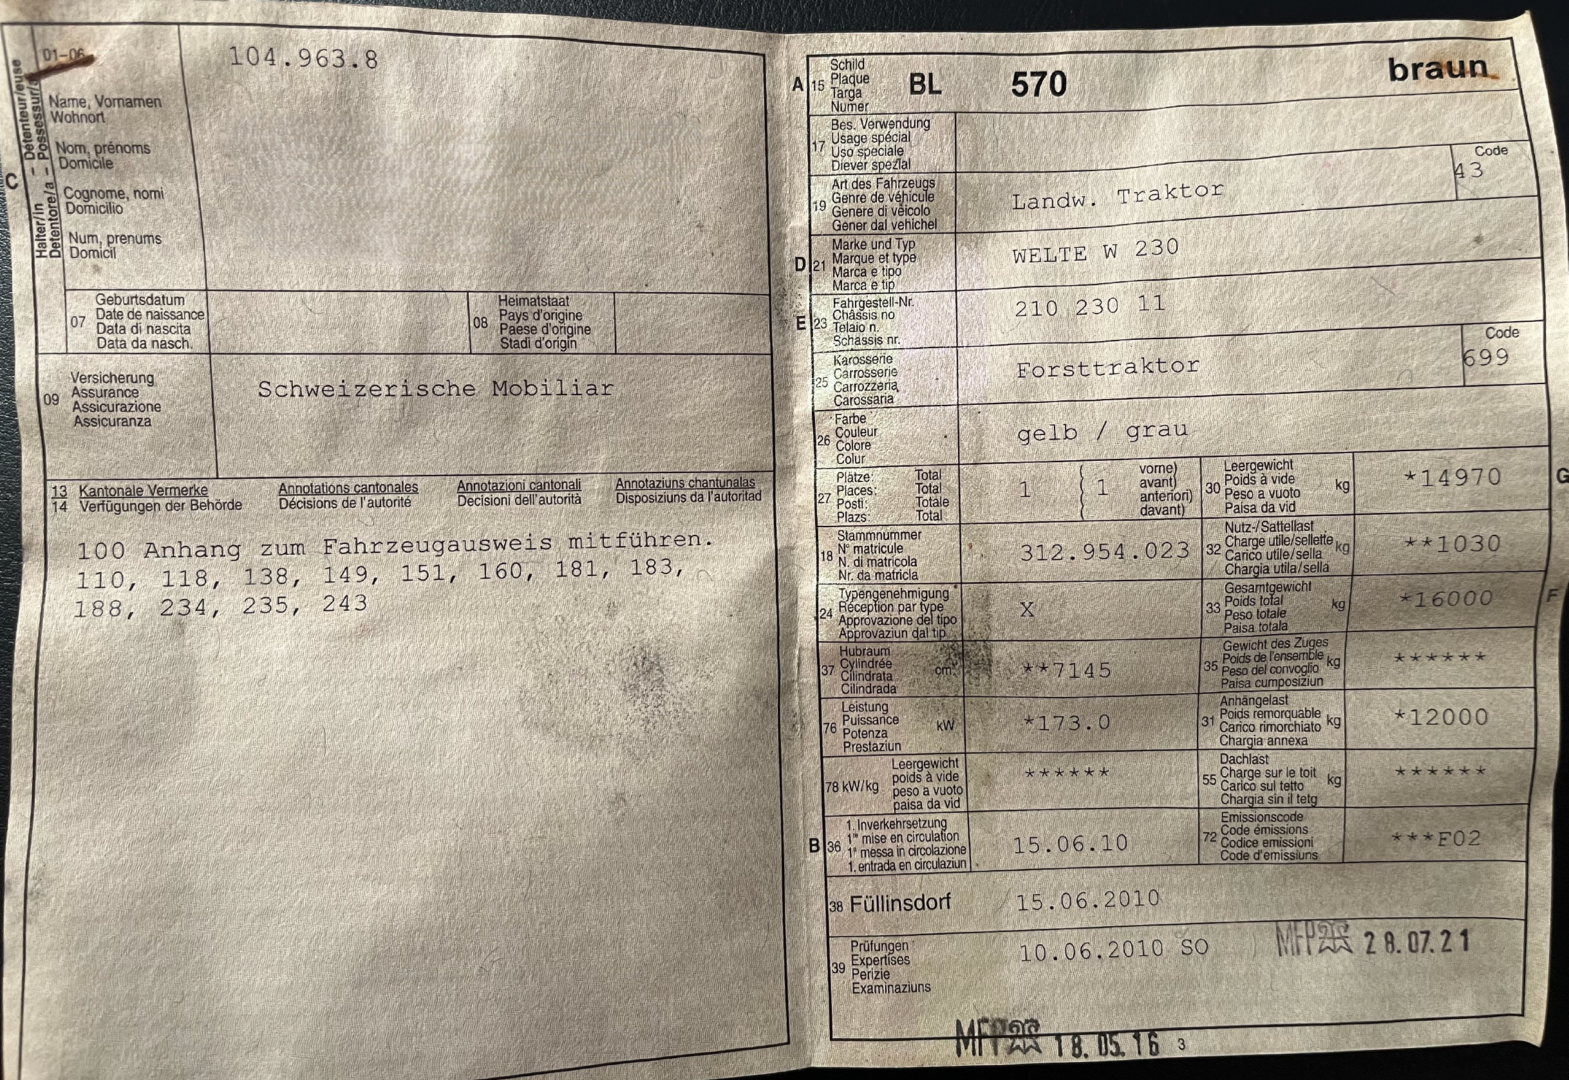 C
Halter/in – Détenteur/euse
Detentore/a – Possessur/a
01–06
104.963.8
Name, Vornamen
Wohnort
Nom, prénoms
Domicile
Cognome, nomi
Domicilio
Num, prenums
Domicil
07
Geburtsdatum
Date de naissance
Data di nascita
Data da nasch.
08
Heimatstaat
Pays d'origine
Paese d'origine
Stadi d'origin
09
Versicherung
Assurance
Assicurazione
Assicuranza
Schweizerische Mobiliar
13 Kantonale Vermerke Annotations cantonales Annotazioni cantonali Annotaziuns chantunalas
14 Verfügungen der Behörde Décisions de l'autorité Decisioni dell'autorità Disposiziuns da l'autoritad
100 Anhang zum Fahrzeugausweis mitführen.
110, 118, 138, 149, 151, 160, 181, 183,
188, 234, 235, 243
A 15
Schild
Plaque
Targa
Numer
BL 570 braun
17
Bes. Verwendung
Usage spécial
Uso speciale
Diever spezial
19
Art des Fahrzeugs
Genre de véhicule
Genere di veicolo
Gener dal vehichel
Landw. Traktor
Code
43
D 21
Marke und Typ
Marque et type
Marca e tipo
Marca e tip
WELTE W 230
E 23
Fahrgestell-Nr.
Châssis no
Telaio n.
Schassis nr.
210 230 11
25
Karosserie
Carrosserie
Carrozzeria
Carossaria
Forsttraktor
Code
699
26
Farbe
Couleur
Colore
Colur
gelb / grau
27
Plätze: Total
Places: Total
Posti: Totale
Plazs: Total
1 { 1
vorne)
avant)
anteriori)
davant)
30
Leergewicht
Poids à vide
Peso a vuoto
Paisa da vid
kg
*14970
G
18
Stammnummer
N° matricule
N. di matricola
Nr. da matricla
312.954.023
32
Nutz-/Sattellast
Charge utile/sellette
Carico utile/sella
Chargia utila/sella
kg
**1030
24
Typengenehmigung
Réception par type
Approvazione del tipo
Approvaziun dal tip
X
33
Gesamtgewicht
Poids total
Peso totale
Paisa totala
kg
*16000
F
37
Hubraum
Cylindrée
Cilindrata
Cilindrada
cm³
**7145
35
Gewicht des Zuges
Poids de l'ensemble
Peso del convoglio
Paisa cumposiziun
kg
******
76
Leistung
Puissance
Potenza
Prestaziun
kW
*173.0
31
Anhängelast
Poids remorquable
Carico rimorchiato
Chargia annexa
kg
*12000
78 kW/kg
Leergewicht
poids à vide
peso a vuoto
paisa da vid
******
55
Dachlast
Charge sur le toit
Carico sul tetto
Chargia sin il tetg
kg
******
B 36
1. Inverkehrsetzung
1re mise en circulation
1a messa in circolazione
1. entrada en circulaziun
15.06.10
72
Emissionscode
Code émissions
Codice emissioni
Code d'emissiuns
***F02
38 Füllinsdorf 15.06.2010
39
Prüfungen
Expertises
Perizie
Examinaziuns
10.06.2010 SO
MFP 28.07.21
MFP 18.05.16
3